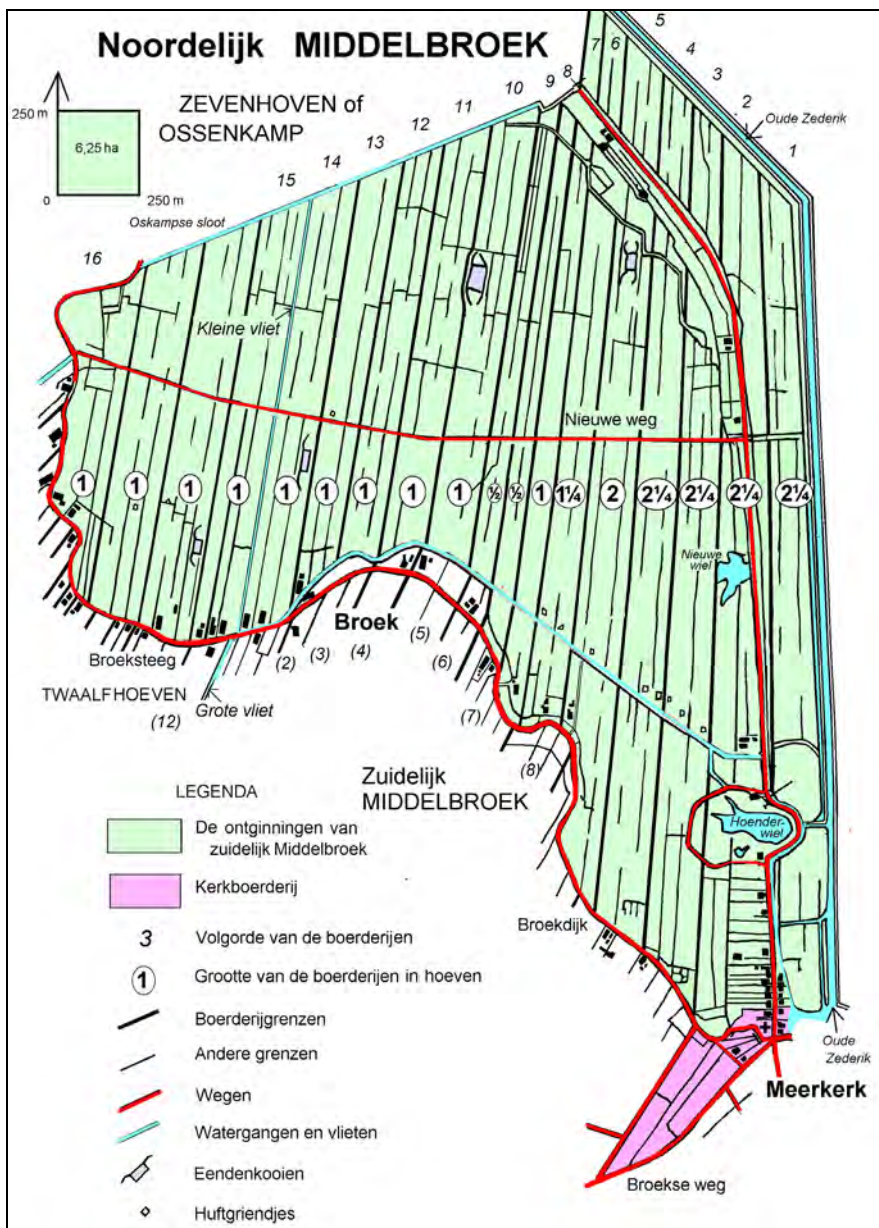 Noordelijk MIDDELBROEK
ZEVENHOVEN of
OSSENKAMP
250 m
6,25 ha
0
250 m
Oskampse sloot
16
15
14
13
12
11
10
9
8
7
6
5
4
3
2
1
Oude Zederik
Kleine vliet
Nieuwe weg
1
1
1
1
1
1
1
1
1
½
½
1
1¼
2
2¼
2¼
2¼
2¼
Nieuwe
wiel
Broek
Broeksteeg
TWAALFHOEVEN
(12)
Grote vliet
(2)
(3)
(4)
(5)
(6)
(7)
(8)
Zuidelijk
MIDDELBROEK
Hoender-
wiel
Broekdijk
Oude
Zederik
Meerkerk
Broekse weg
LEGENDA
De ontginningen van
zuidelijk Middelbroek
Kerkboerderij
3 Volgorde van de boerderijen
1 Grootte van de boerderijen in hoeven
Boerderijgrenzen
Andere grenzen
Wegen
Watergangen en vlieten
Eendenkooien
Huftgriendjes